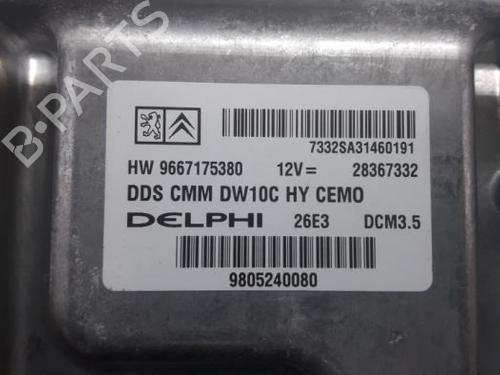 B-PARTS
7332SA31460191
HW 9667175380 12V= 28367332
DDS CMM DW10C HY CEMO
DELPHI 26E3 DCM3.5
9805240080